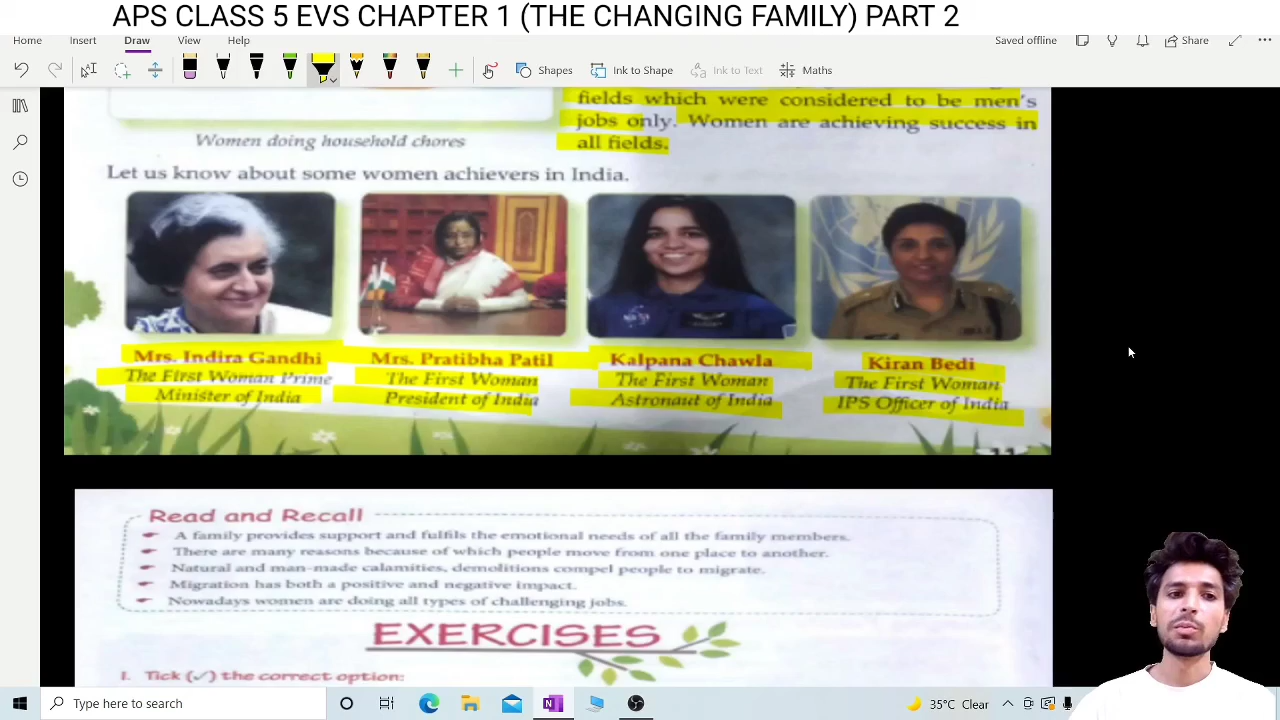 APS CLASS 5 EVS CHAPTER 1 (THE CHANGING FAMILY) PART 2
Home Insert Draw View Help
Saved offline
Share
Shapes
Ink to Shape
Ink to Text
Maths
fields which were considered to be men's
jobs only. Women are achieving success in
all fields.
Women doing household chores
Let us know about some women achievers in India.
NASA
Mrs. Indira Gandhi
The First Woman Prime
Minister of India
Mrs. Pratibha Patil
The First Woman
President of India
Kalpana Chawla
The First Woman
Astronaut of India
Kiran Bedi
The First Woman
IPS Officer of India
Read and Recall
A family provides support and fulfils the emotional needs of all the family members.
There are many reasons because of which people move from one place to another.
Natural and man-made calamities, demolitions compel people to migrate.
Migration has both a positive and negative impact.
Nowadays women are doing all types of challenging jobs.
EXERCISES
I. Tick (✓) the correct option:
Type here to search
35°C Clear